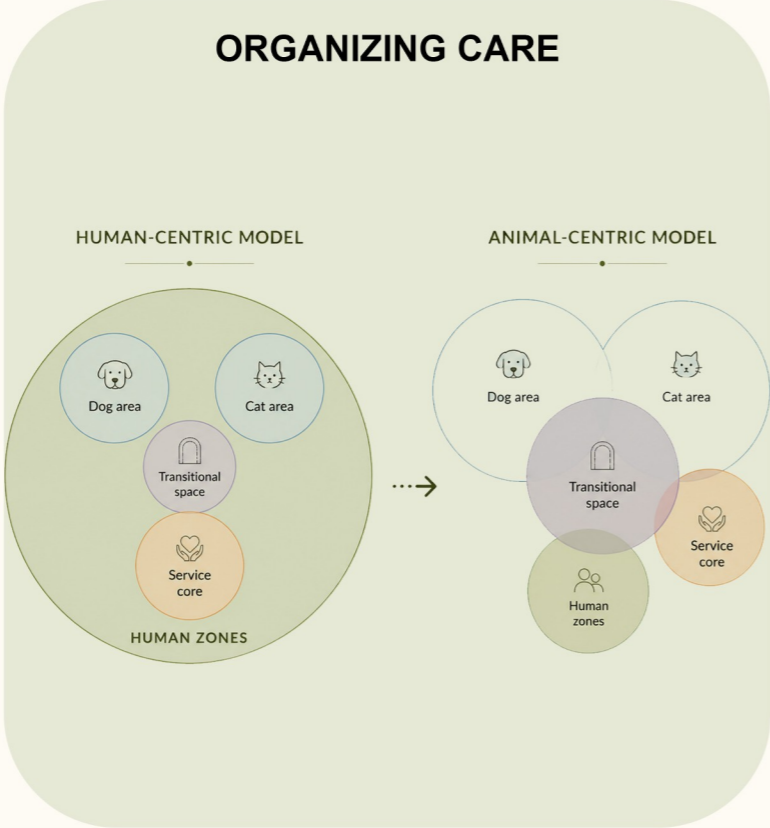 ORGANIZING CARE
HUMAN-CENTRIC MODEL
Dog area
Cat area
Transitional
space
Service
core
HUMAN ZONES
ANIMAL-CENTRIC MODEL
Dog area
Cat area
Transitional
space
Service
core
Human
zones